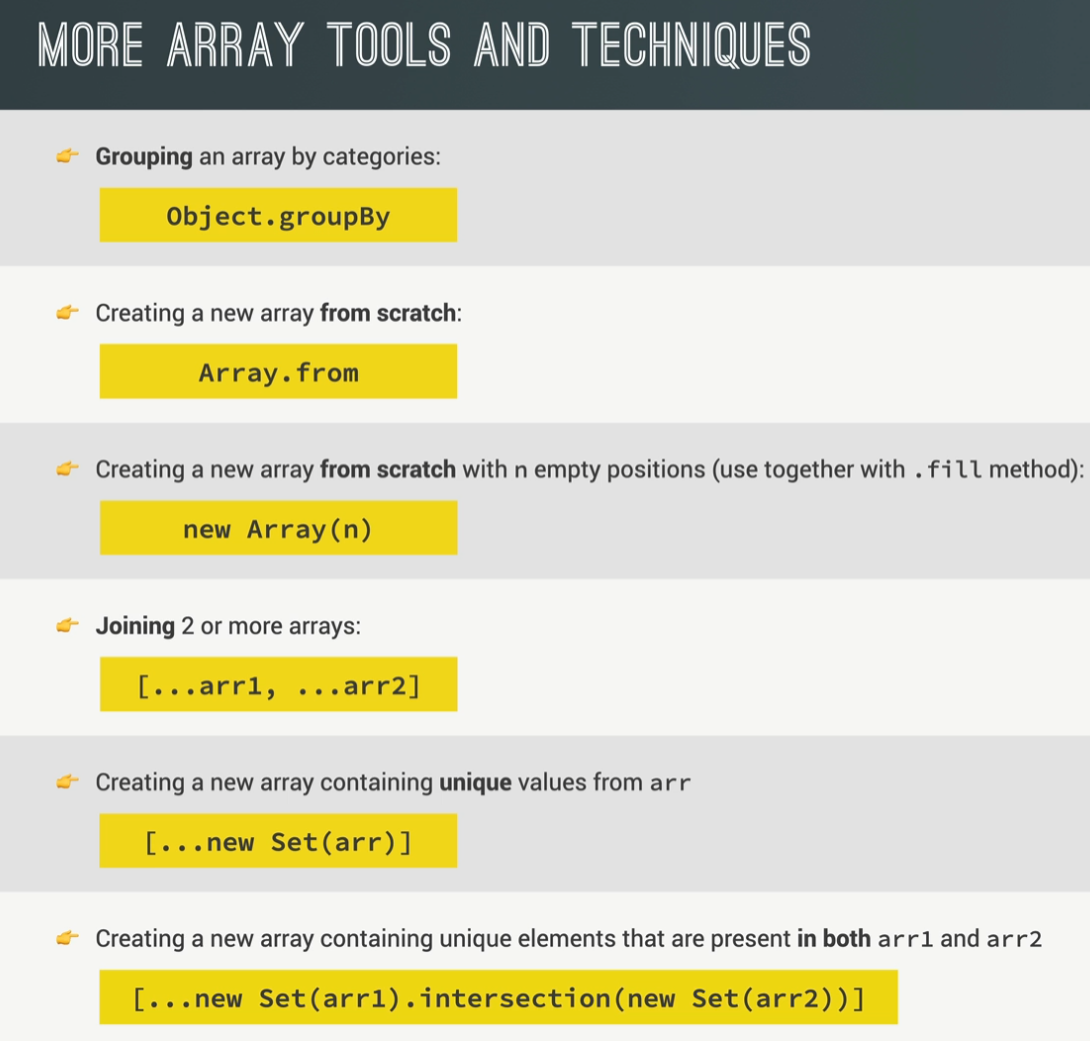 MORE ARRAY TOOLS AND TECHNIQUES
Grouping an array by categories:
Object.groupBy
Creating a new array from scratch:
Array.from
Creating a new array from scratch with n empty positions (use together with .fill method):
new Array(n)
Joining 2 or more arrays:
[...arr1, ...arr2]
Creating a new array containing unique values from arr
[...new Set(arr)]
Creating a new array containing unique elements that are present in both arr1 and arr2
[...new Set(arr1).intersection(new Set(arr2))]